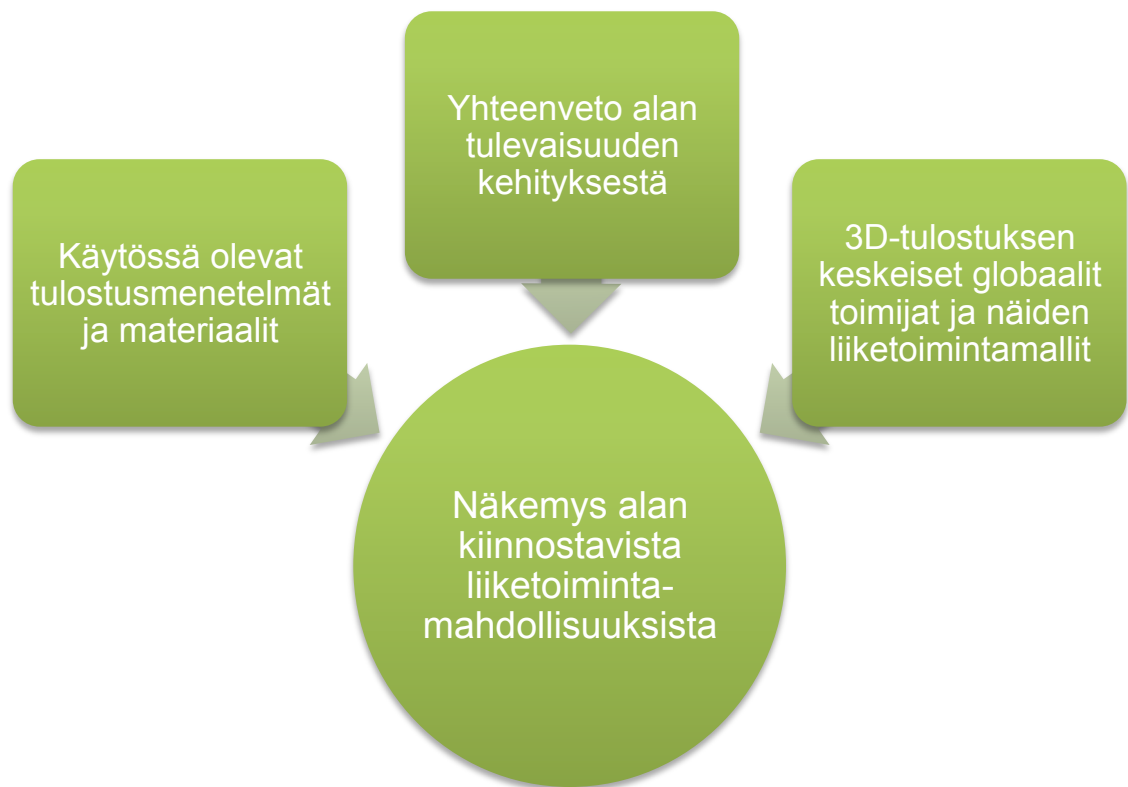 Yhteenveto alan
tulevaisuuden
kehityksestä
Käytössä olevat
tulostusmenetelmät
ja materiaalit
3D-tulostuksen
keskeiset globaalit
toimijat ja näiden
liiketoimintamallit
Näkemys alan
kiinnostavista
liiketoiminta-
mahdollisuuksista